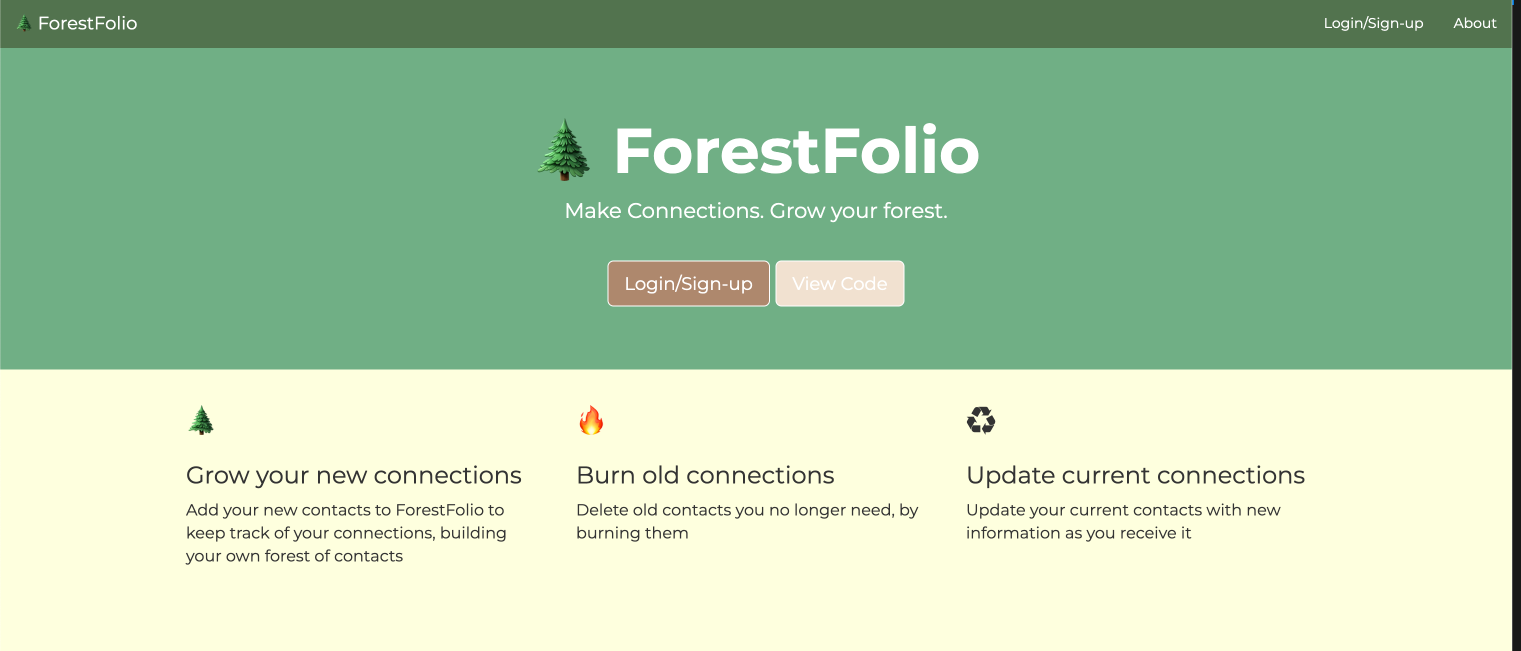 ForestFolio
Login/Sign-up
About
ForestFolio
Make Connections. Grow your forest.
Login/Sign-up
View Code
Grow your new connections
Add your new contacts to ForestFolio to
keep track of your connections, building
your own forest of contacts
Burn old connections
Delete old contacts you no longer need, by
burning them
Update current connections
Update your current contacts with new
information as you receive it